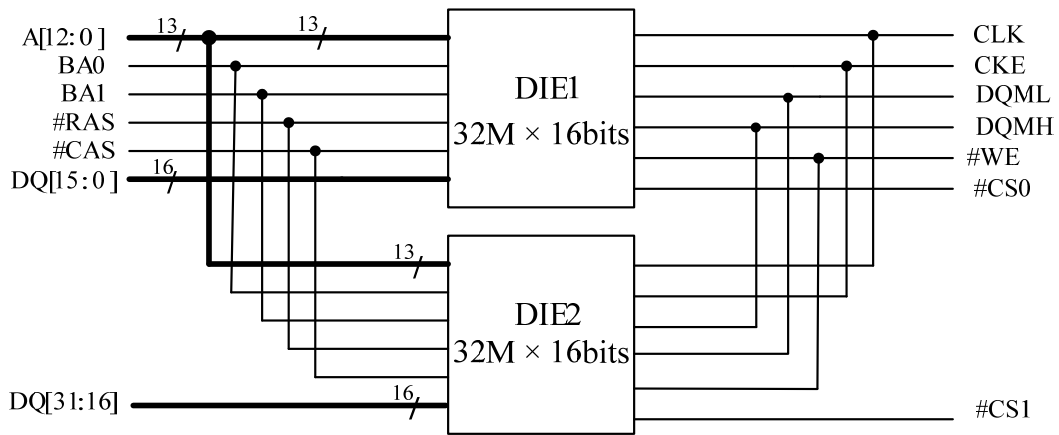 A[12:0]
BA0
BA1
#RAS
#CAS
DQ[15:0]
13
13
16
DIE1
32M × 16bits
CLK
CKE
DQML
DQMH
#WE
#CS0
13
DIE2
32M × 16bits
DQ[31:16]
16
#CS1